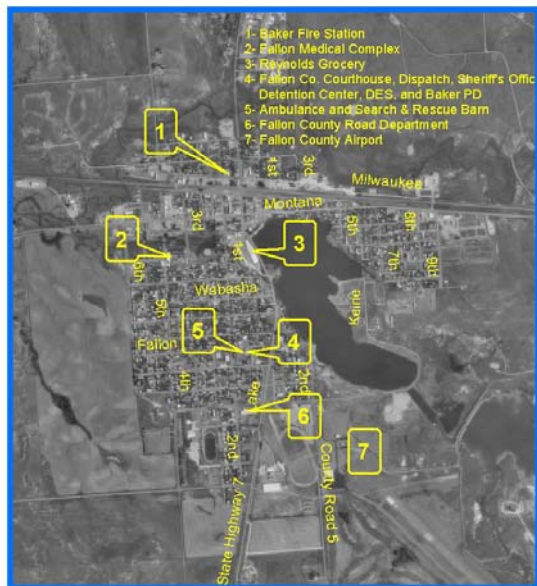 1- Baker Fire Station
2- Fallon Medical Complex
3- Reynolds Grocery
4- Fallon Co. Courthouse, Dispatch, Sheriff's Offic
Detention Center, DES, and Baker PD
5- Ambulance and Search & Rescue Barn
6- Fallon County Road Department
7- Fallon County Airport
1
1st
3rd
Milwaukee
Montana
3rd
5th
8th
2
1st
3
7th
9th
6th
Wabasha
5th
Keine
Fallon
5
4
4th
Lake
2nd
6
2nd
7
State Highway 7
County Road 5